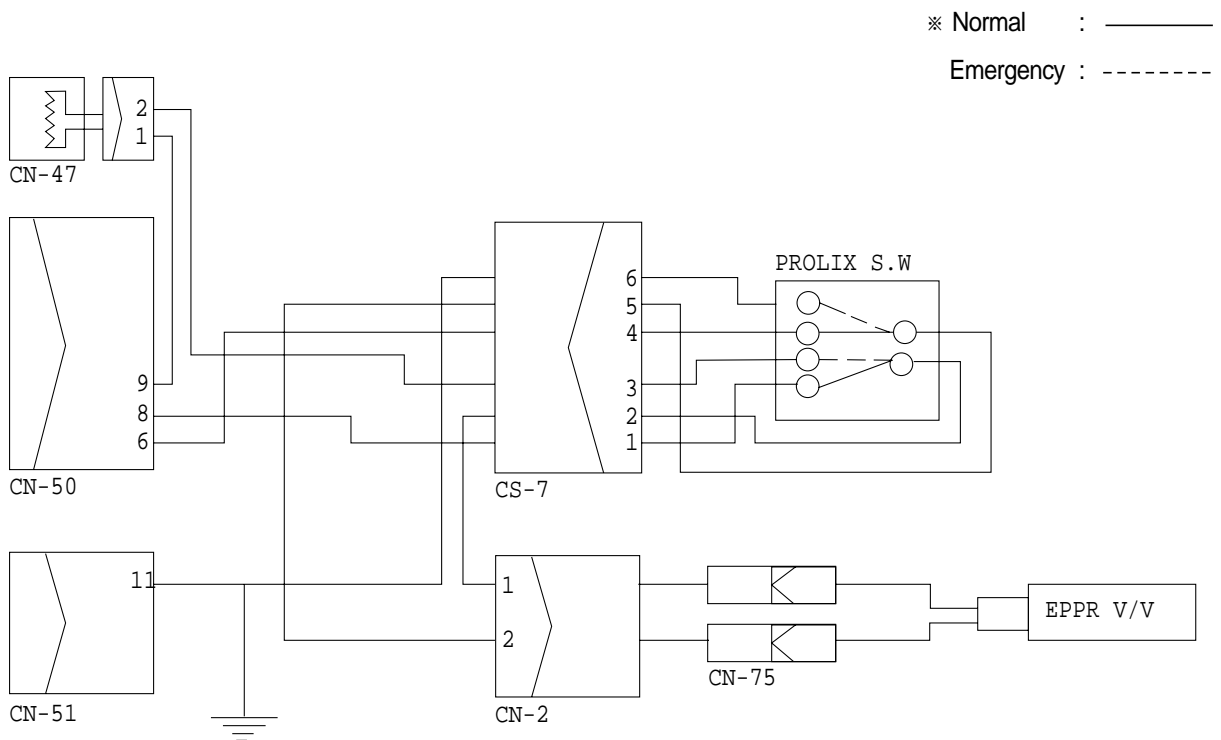 ※ Normal : 
Emergency :
2
1
CN-47
PROLIX S.W
6
5
4
3
2
1
9
8
6
CN-50
CS-7
11
CN-51
1
2
CN-2
CN-75
EPPR V/V